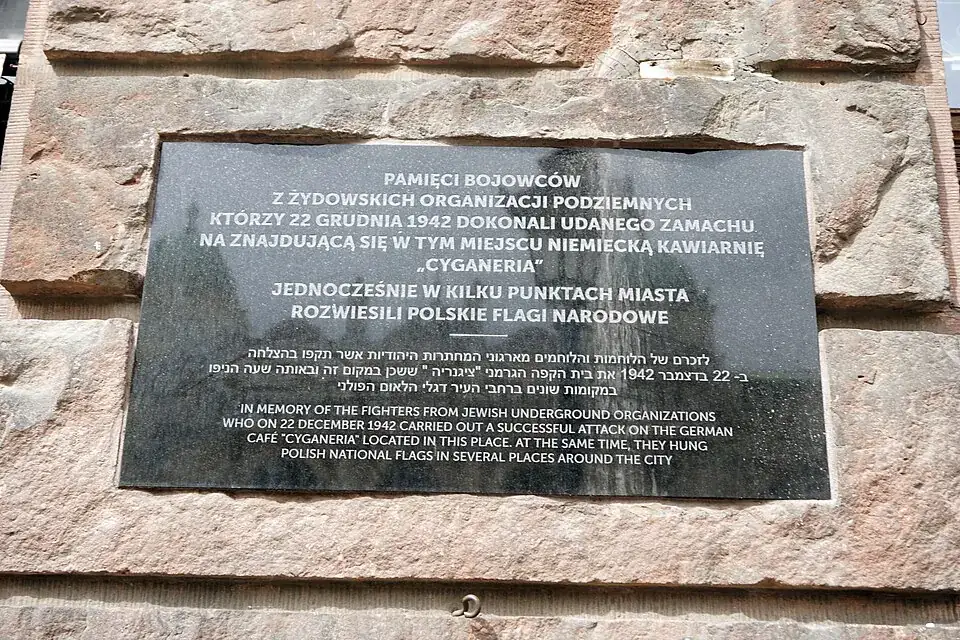 PAMIĘCI BOJOWCÓW
Z ŻYDOWSKICH ORGANIZACJI PODZIEMNYCH
KTÓRZY 22 GRUDNIA 1942 DOKONALI UDANEGO ZAMACHU
NA ZNAJDUJĄCĄ SIĘ W TYM MIEJSCU NIEMIECKĄ KAWIARNIĘ
„CYGANERIA”
JEDNOCZEŚNIE W KILKU PUNKTACH MIASTA
ROZWIESILI POLSKIE FLAGI NARODOWE
לזכרם של הלוחמות והלוחמים מארגוני המחתרות היהודיות אשר תקפו בהצלחה
ב- 22 בדצמבר 1942 את בית הקפה הגרמני "ציגנריה " ששכן במקום זה ובאותה שעה הניפו
במקומות שונים ברחבי העיר דגלי הלאום הפולני
IN MEMORY OF THE FIGHTERS FROM JEWISH UNDERGROUND ORGANIZATIONS
WHO ON 22 DECEMBER 1942 CARRIED OUT A SUCCESSFUL ATTACK ON THE GERMAN
CAFÉ "CYGANERIA" LOCATED IN THIS PLACE. AT THE SAME TIME, THEY HUNG
POLISH NATIONAL FLAGS IN SEVERAL PLACES AROUND THE CITY